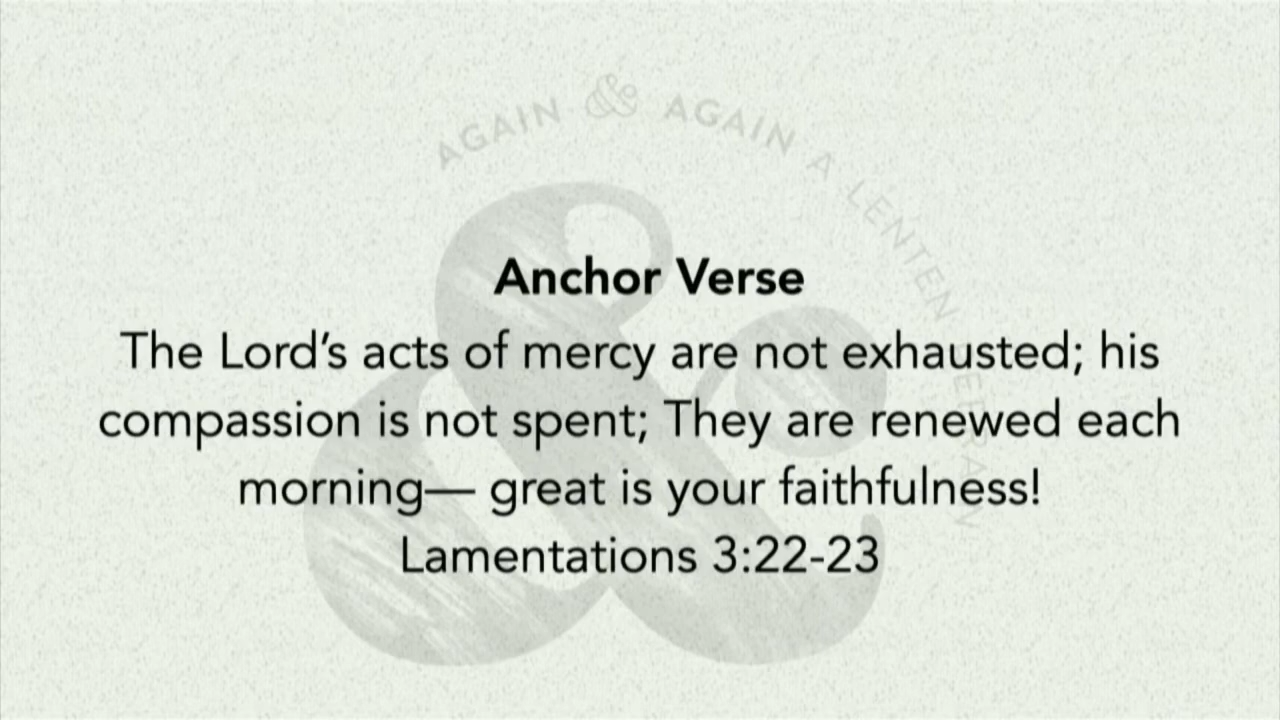 AGAIN & AGAIN A LENTEN REFRAIN
&
Anchor Verse
The Lord's acts of mercy are not exhausted; his
compassion is not spent; They are renewed each
morning— great is your faithfulness!
Lamentations 3:22-23